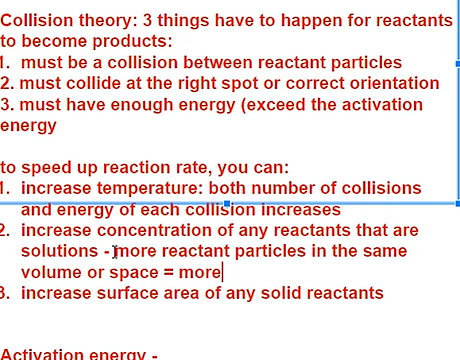 Collision theory: 3 things have to happen for reactants
to become products:
1. must be a collision between reactant particles
2. must collide at the right spot or correct orientation
3. must have enough energy (exceed the activation
energy
to speed up reaction rate, you can:
1. increase temperature: both number of collisions
and energy of each collision increases
2. increase concentration of any reactants that are
solutions - more reactant particles in the same
volume or space = more
3. increase surface area of any solid reactants
Activation energy -